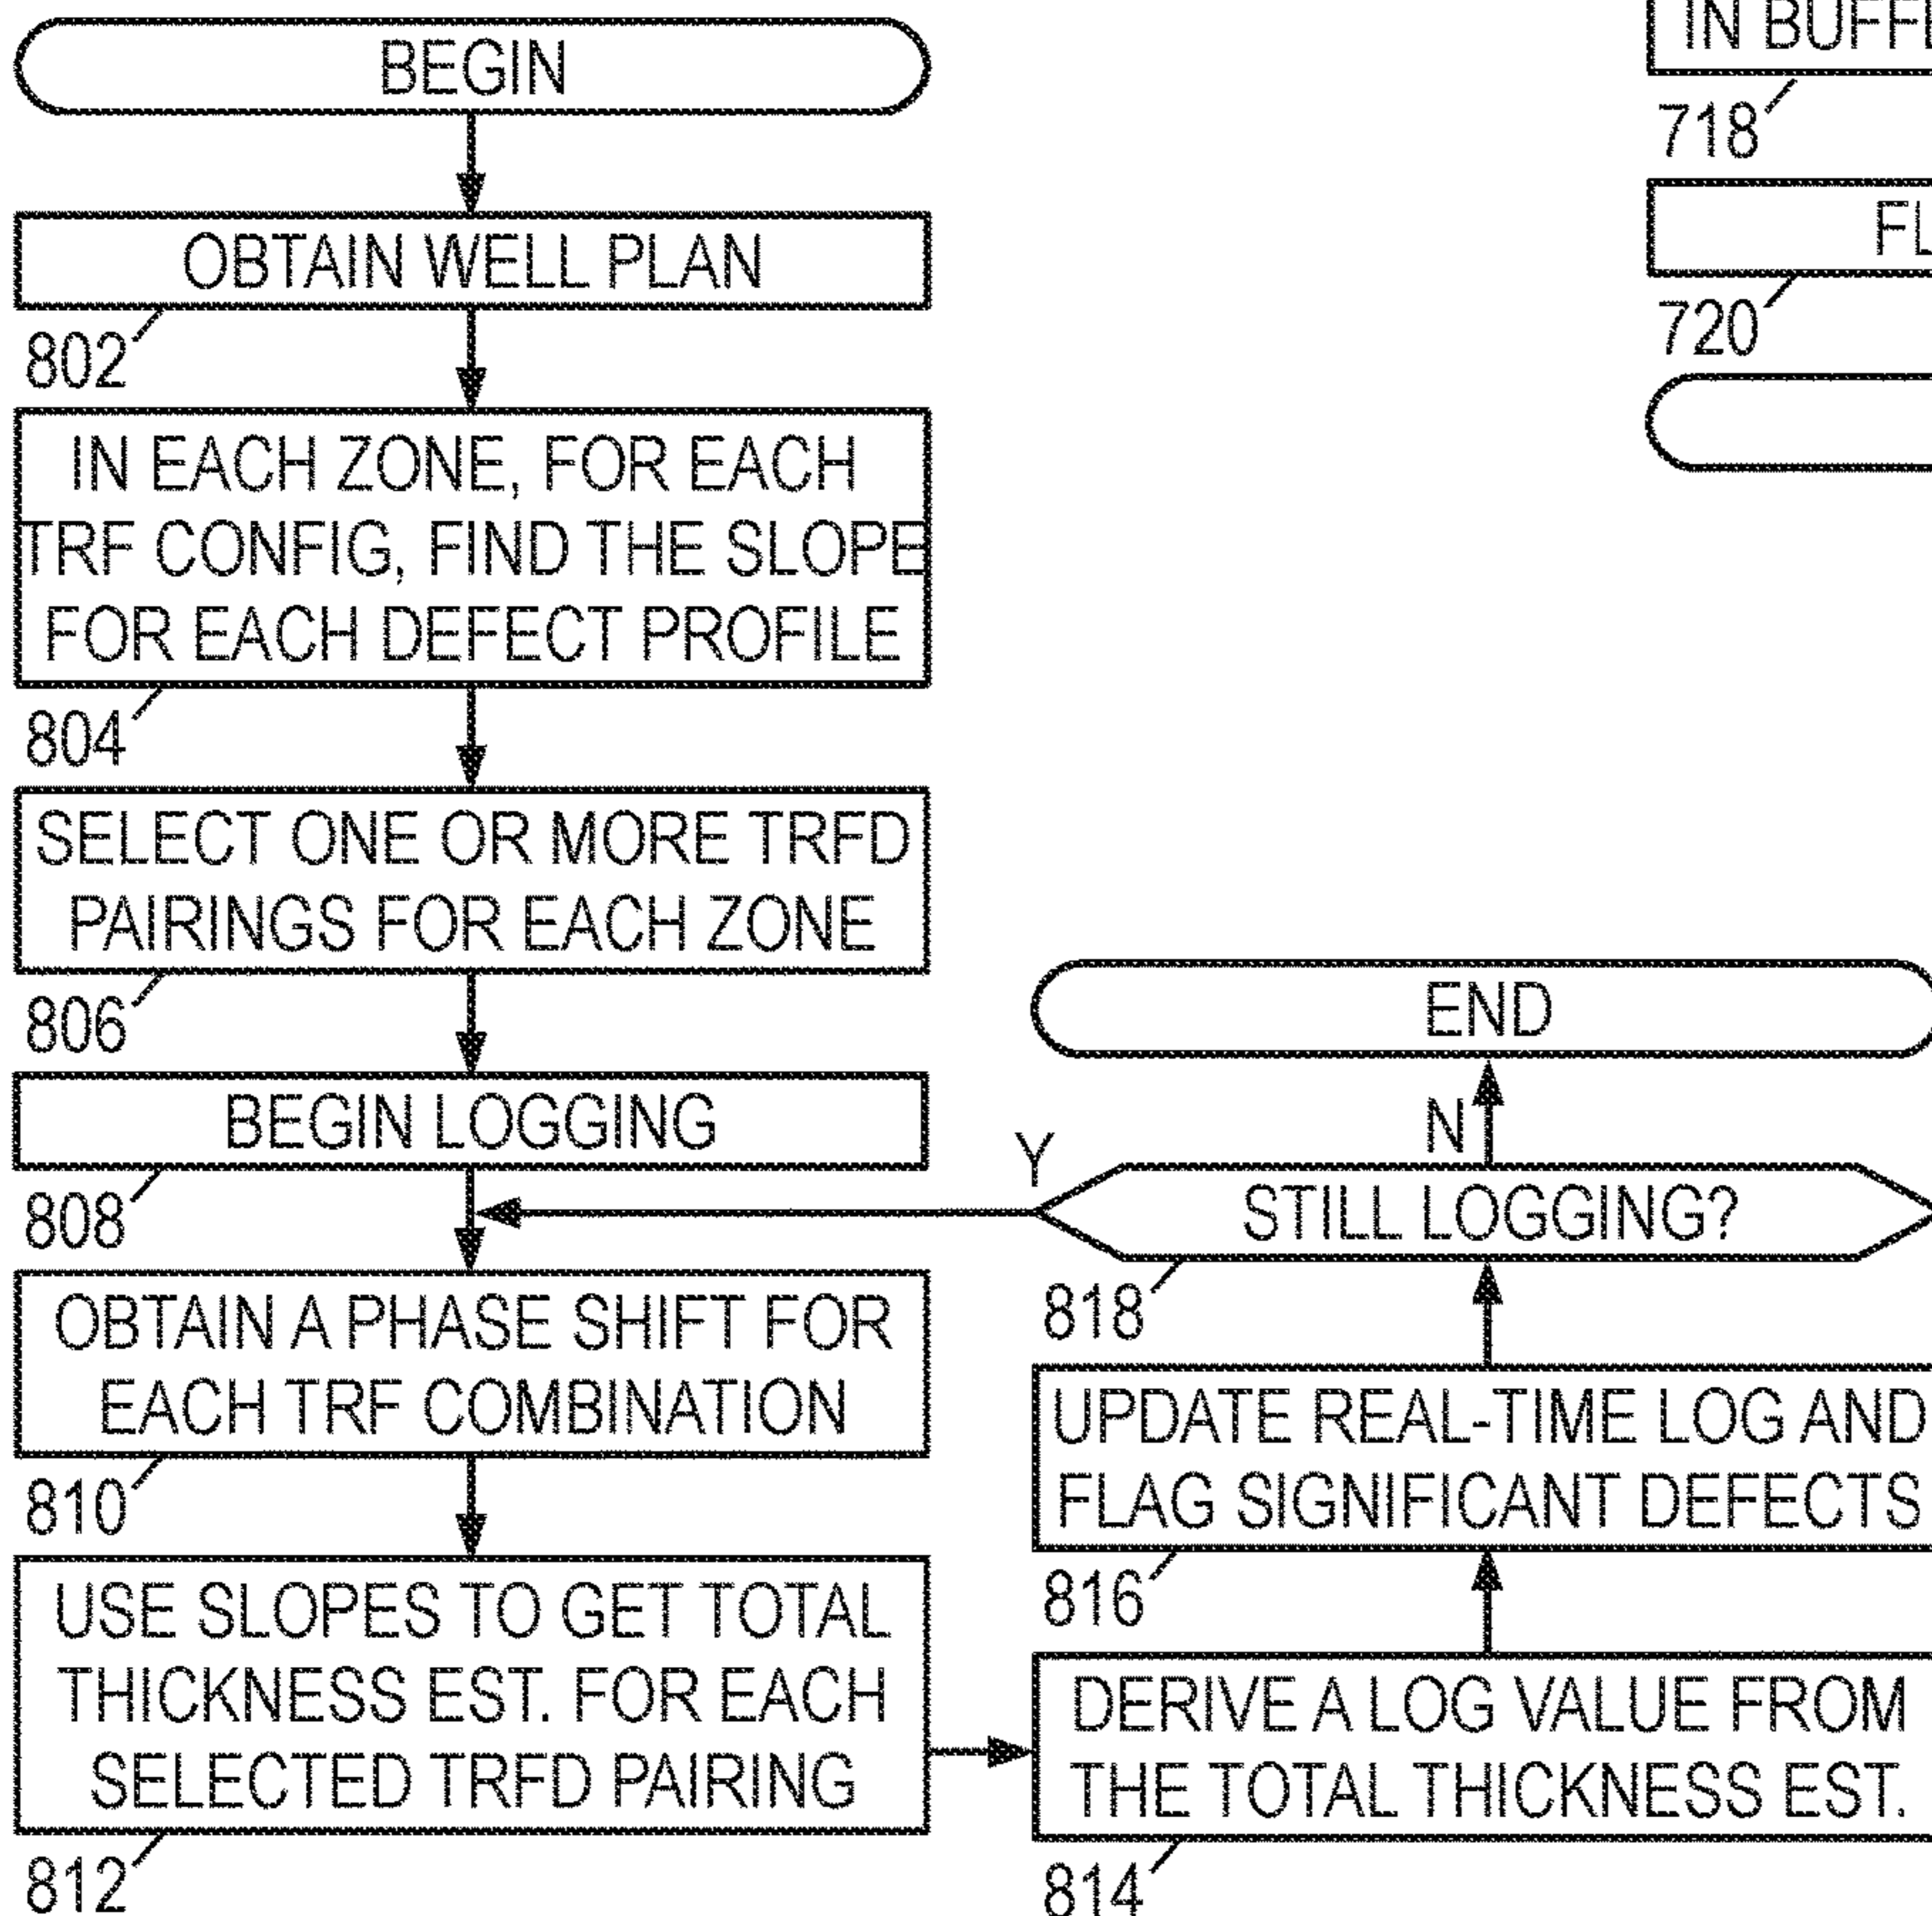 BEGIN
OBTAIN WELL PLAN
802
IN EACH ZONE, FOR EACH
TRF CONFIG, FIND THE SLOPE
FOR EACH DEFECT PROFILE
804
SELECT ONE OR MORE TRFD
PAIRINGS FOR EACH ZONE
806
BEGIN LOGGING
808
OBTAIN A PHASE SHIFT FOR
EACH TRF COMBINATION
810
USE SLOPES TO GET TOTAL
THICKNESS EST. FOR EACH
SELECTED TRFD PAIRING
812
DERIVE A LOG VALUE FROM
THE TOTAL THICKNESS EST.
814
UPDATE REAL-TIME LOG AND
FLAG SIGNIFICANT DEFECTS
816
STILL LOGGING?
818
Y
N
END
IN
718
720